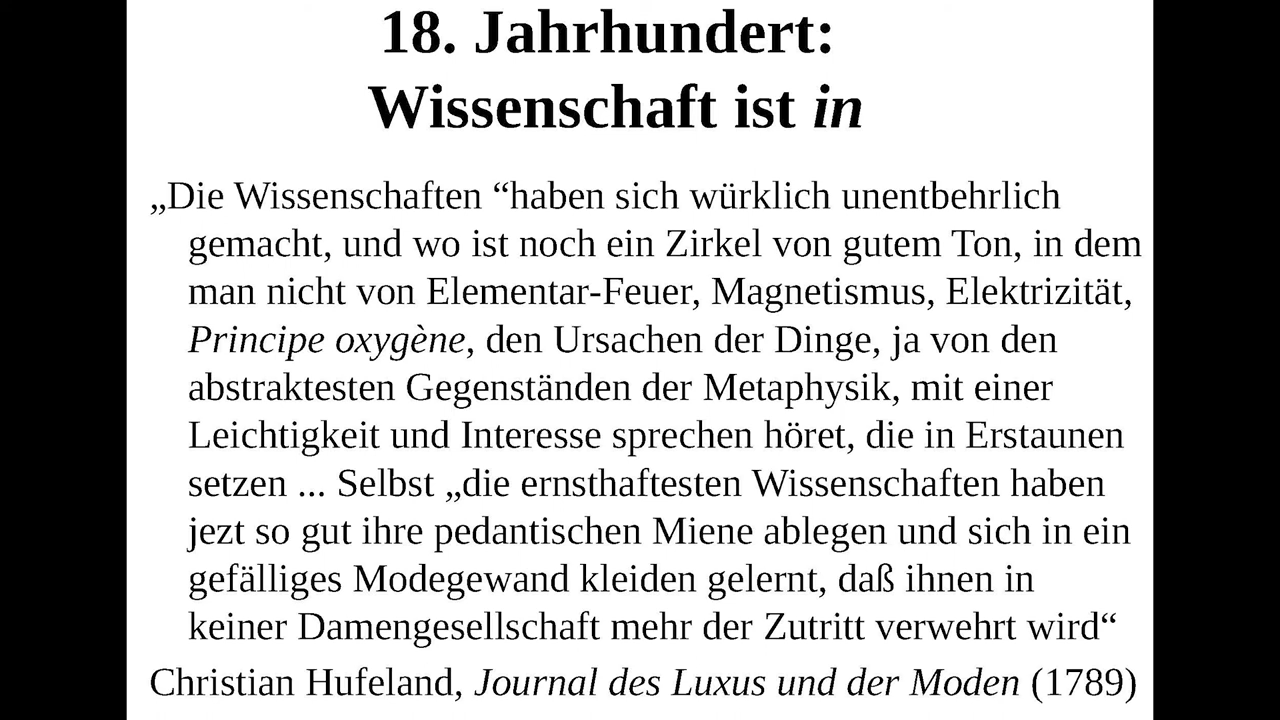 18. Jahrhundert:
Wissenschaft ist in
„Die Wissenschaften “haben sich würklich unentbehrlich
gemacht, und wo ist noch ein Zirkel von gutem Ton, in dem
man nicht von Elementar-Feuer, Magnetismus, Elektrizität,
Principe oxygène, den Ursachen der Dinge, ja von den
abstraktesten Gegenständen der Metaphysik, mit einer
Leichtigkeit und Interesse sprechen höret, die in Erstaunen
setzen ... Selbst „die ernsthaftesten Wissenschaften haben
jezt so gut ihre pedantischen Miene ablegen und sich in ein
gefälliges Modegewand kleiden gelernt, daß ihnen in
keiner Damengesellschaft mehr der Zutritt verwehrt wird“
Christian Hufeland, Journal des Luxus und der Moden (1789)